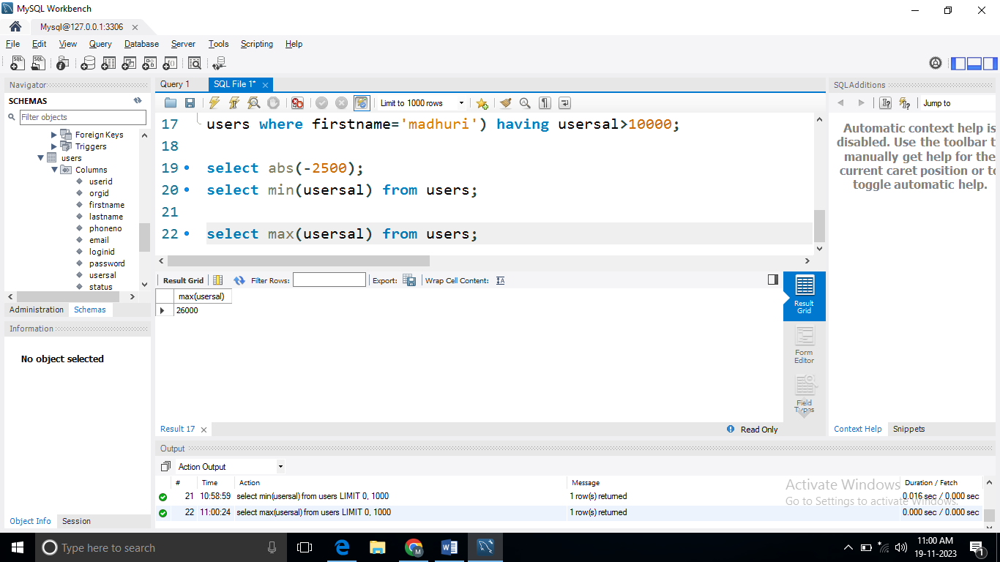 MySQL Workbench
Mysql@127.0.0.1:3306
File Edit View Query Database Server Tools Scripting Help
Navigator
SCHEMAS
Filter objects
Foreign Keys
Triggers
users
Columns
userid
orgid
firstname
lastname
phoneno
email
loginid
password
usersal
status
Administration Schemas
Information
No object selected
Object Info Session
Query 1 SQL File 1*
Limit to 1000 rows
17 users where firstname='madhuri') having usersal>10000;
18
19 select abs(-2500);
20 select min(usersal) from users;
21
22 select max(usersal) from users;
Result Grid Filter Rows: Export: Wrap Cell Content:
max(usersal)
26000
Result Grid
Form Editor
Field Types
Result 17 Read Only
Output
Action Output
# Time Action Message Duration / Fetch
21 10:58:59 select min(usersal) from users LIMIT 0, 1000 1 row(s) returned 0.016 sec / 0.000 sec
22 11:00:24 select max(usersal) from users LIMIT 0, 1000 1 row(s) returned 0.000 sec / 0.000 sec
SQLAdditions
Jump to
Automatic context help is
disabled. Use the toolbar t
manually get help for the
current caret position or to
toggle automatic help.
Context Help Snippets
Activate Windows
Go to Settings to activate Windows.
Type here to search
11:00 AM
19-11-2023
1